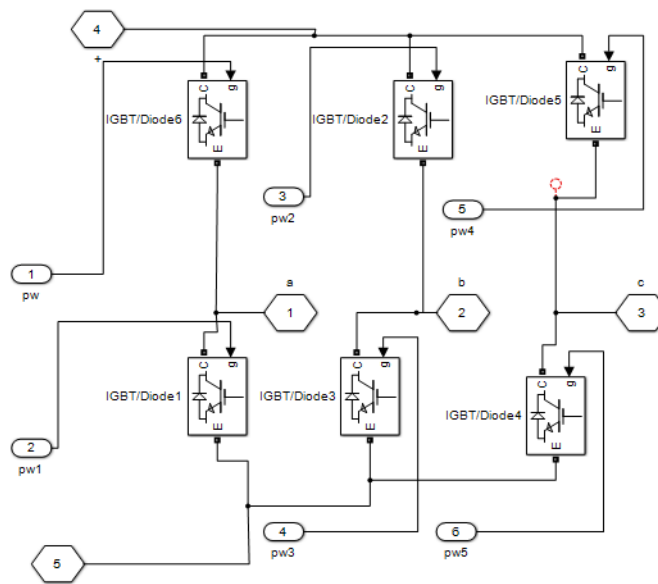 4
+
C
g
IGBT/Diode6
E
C
g
IGBT/Diode2
E
C
g
IGBT/Diode5
E
3
pw2
5
pw4
1
pw
a
1
b
2
c
3
C
g
IGBT/Diode1
E
C
g
IGBT/Diode3
E
C
g
IGBT/Diode4
E
2
pw1
4
pw3
6
pw5
5